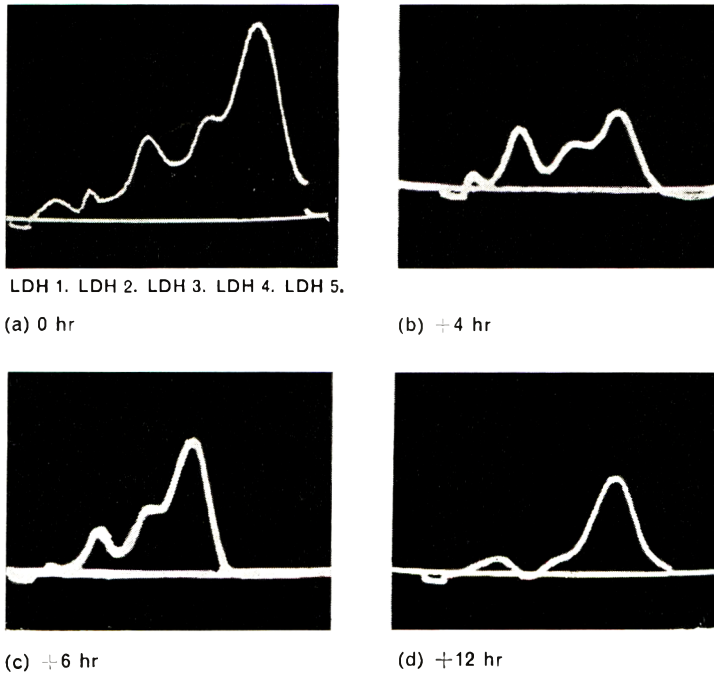 LDH 1. LDH 2. LDH 3. LDH 4. LDH 5.
(a) 0 hr
(b) +4 hr
(c) +6 hr
(d) +12 hr